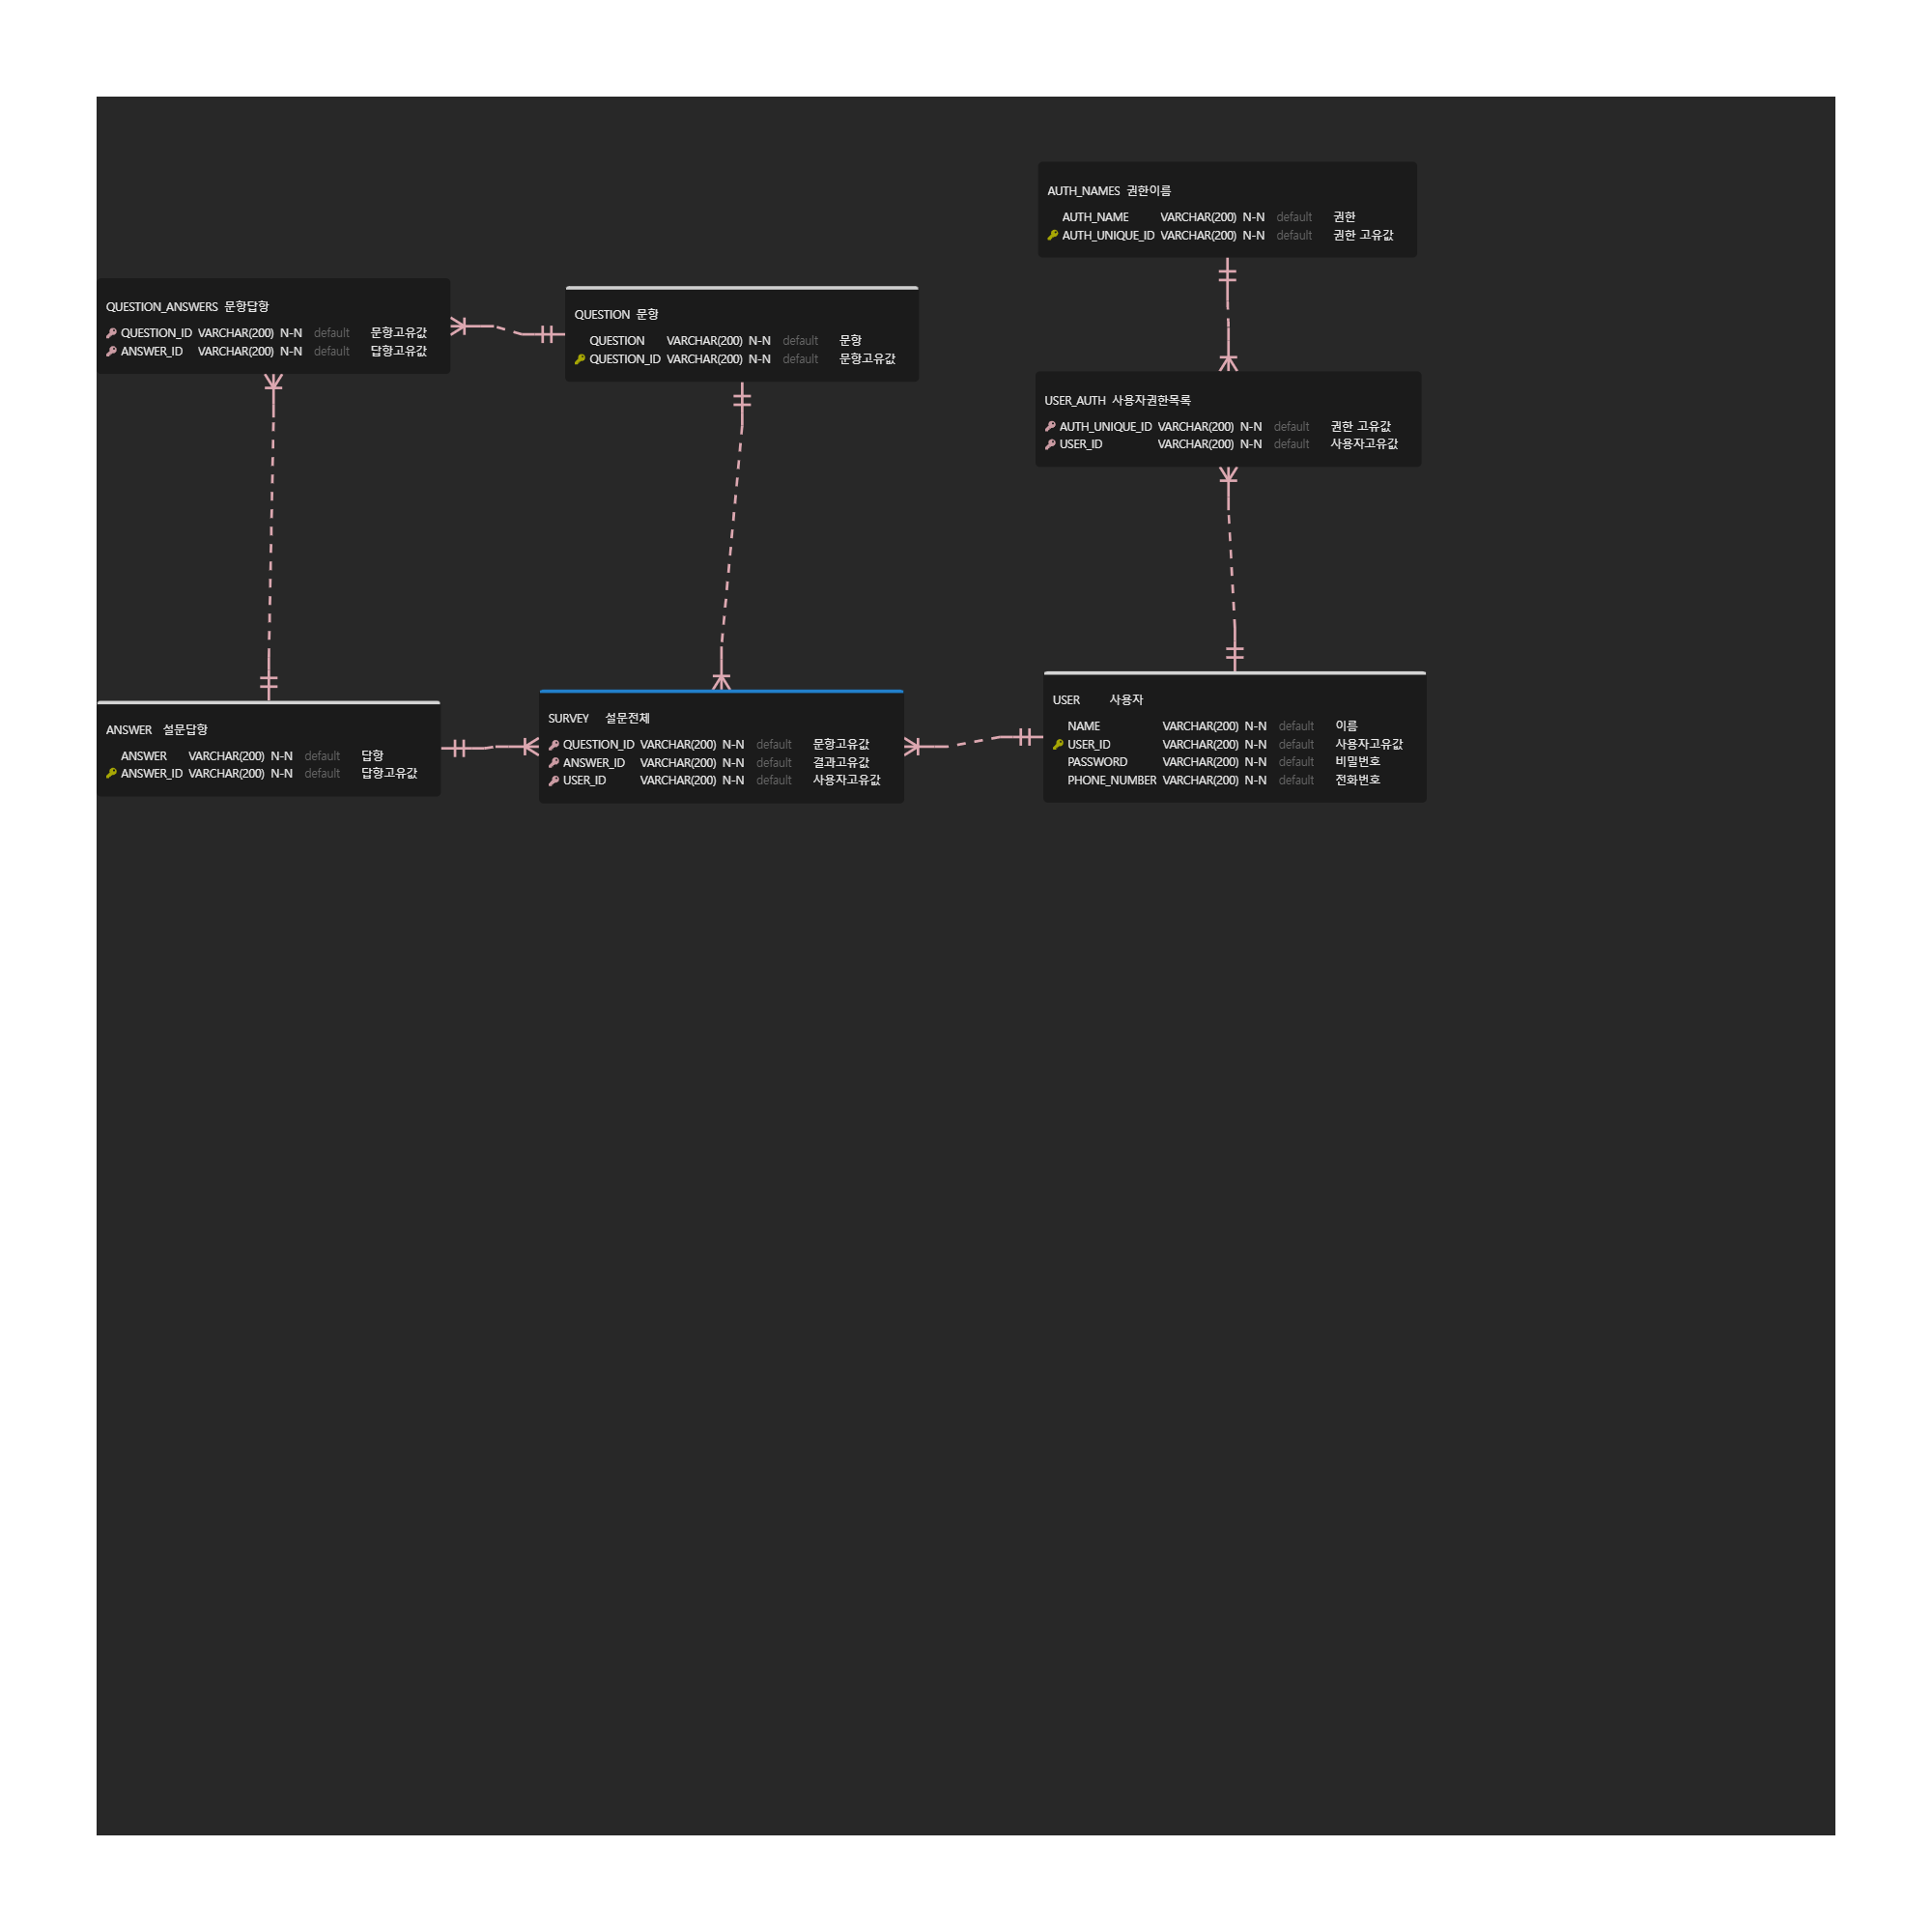 AUTH_NAMES 권한이름
AUTH_NAME VARCHAR(200) N-N default 권한
AUTH_UNIQUE_ID VARCHAR(200) N-N default 권한 고유값
QUESTION_ANSWERS 문항답항
QUESTION_ID VARCHAR(200) N-N default 문항고유값
ANSWER_ID VARCHAR(200) N-N default 답항고유값
QUESTION 문항
QUESTION VARCHAR(200) N-N default 문항
QUESTION_ID VARCHAR(200) N-N default 문항고유값
USER_AUTH 사용자권한목록
AUTH_UNIQUE_ID VARCHAR(200) N-N default 권한 고유값
USER_ID VARCHAR(200) N-N default 사용자고유값
ANSWER 설문답항
ANSWER VARCHAR(200) N-N default 답항
ANSWER_ID VARCHAR(200) N-N default 답항고유값
SURVEY 설문전체
QUESTION_ID VARCHAR(200) N-N default 문항고유값
ANSWER_ID VARCHAR(200) N-N default 결과고유값
USER_ID VARCHAR(200) N-N default 사용자고유값
USER 사용자
NAME VARCHAR(200) N-N default 이름
USER_ID VARCHAR(200) N-N default 사용자고유값
PASSWORD VARCHAR(200) N-N default 비밀번호
PHONE_NUMBER VARCHAR(200) N-N default 전화번호